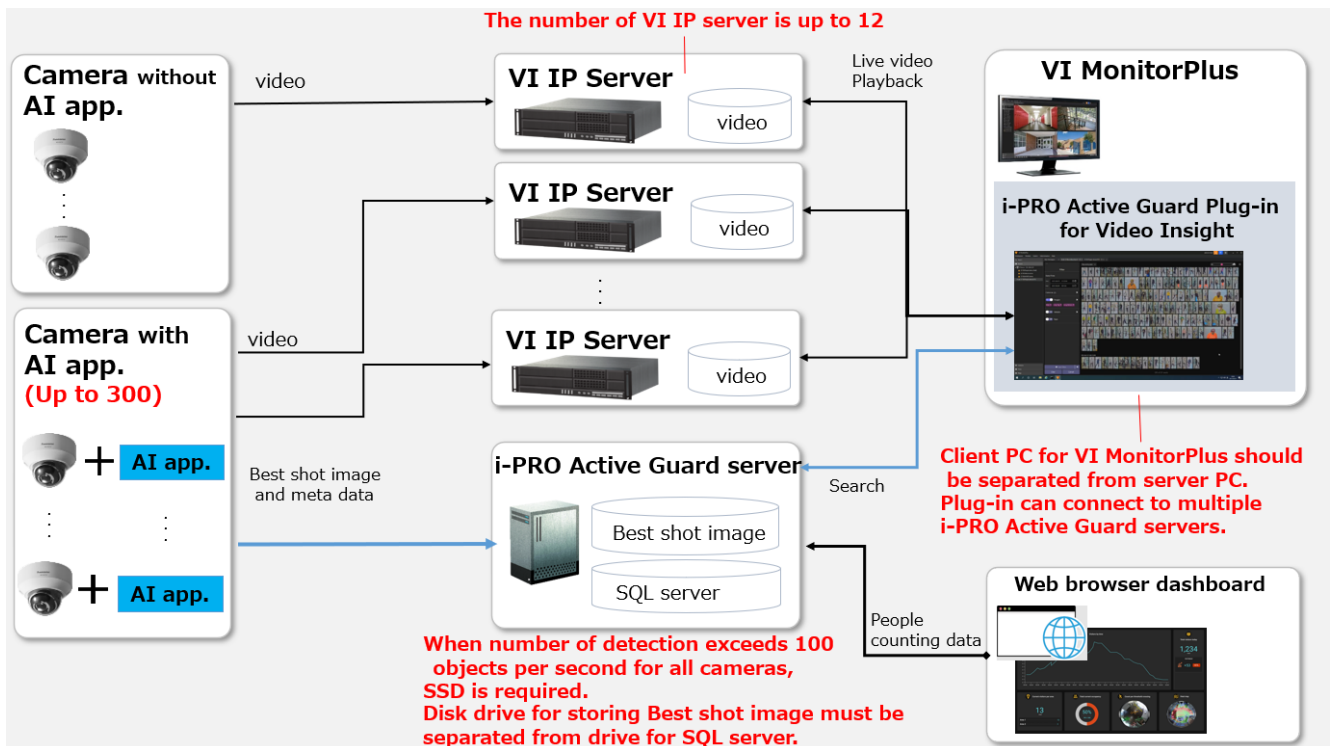 The number of VI IP server is up to 12
Camera without
AI app.
video
VI IP Server
video
Live video
Playback
VI MonitorPlus
VI IP Server
video
i-PRO Active Guard Plug-in
for Video Insight
Camera with
AI app.
(Up to 300)
video
VI IP Server
video
AI app.
Best shot image
and meta data
AI app.
i-PRO Active Guard server
Best shot image
SQL server
Search
Client PC for VI MonitorPlus should
be separated from server PC.
Plug-in can connect to multiple
i-PRO Active Guard servers.
When number of detection exceeds 100
objects per second for all cameras,
SSD is required.
Disk drive for storing Best shot image must be
separated from drive for SQL server.
People
counting data
Web browser dashboard
1,234
13